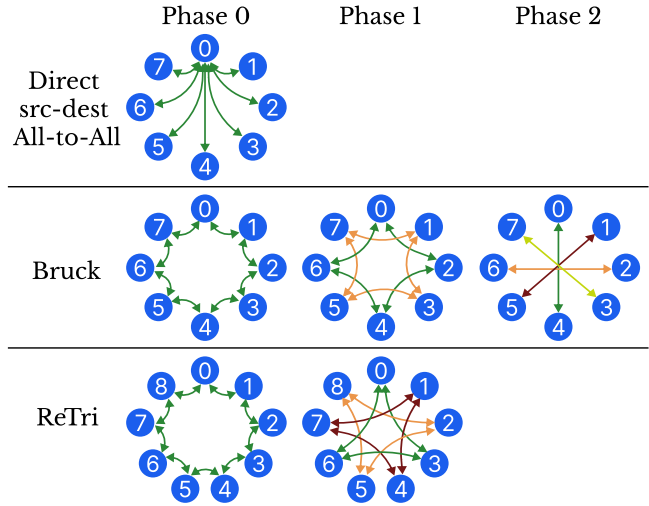 Phase 0 Phase 1 Phase 2
0
7 1
Direct
src-dest
All-to-All
6 2
5 3
4
0 0 0
7 1 7 1 7 1
Bruck
6 2 6 2 6 2
5 3 5 3 5 3
4 4 4
0 0
8 1 8 1
ReTri
7 2 7 2
6 3 6 3
5 4 5 4